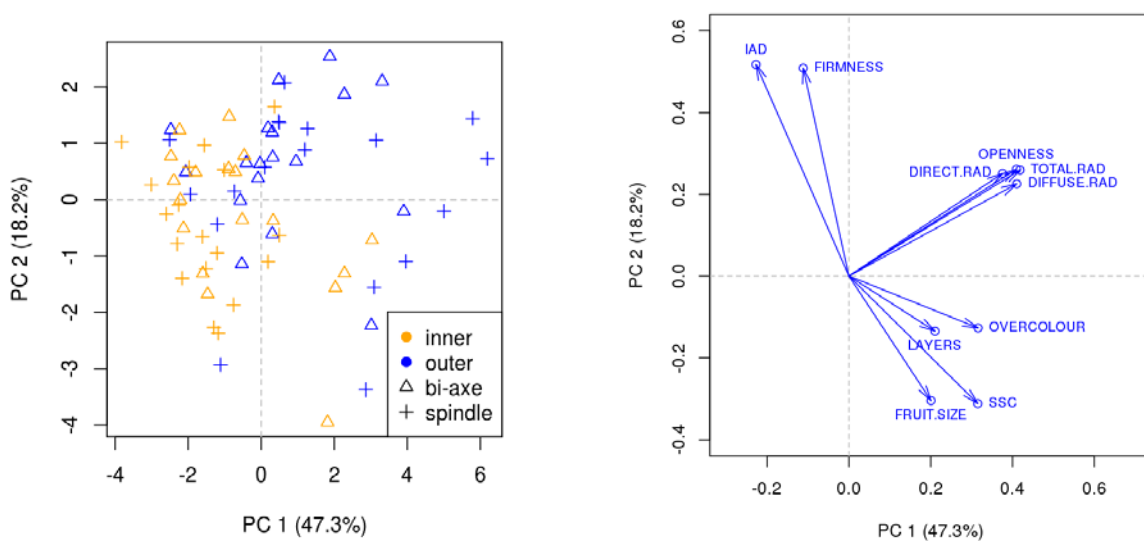 2
1
0
-1
-2
-3
-4
PC 2 (18.2%)
inner
outer
bi-axe
spindle
-4
-2
0
2
4
6
PC 1 (47.3%)
0.6
0.4
0.2
0.0
-0.2
-0.4
PC 2 (18.2%)
IAD
FIRMNESS
OPENNESS
DIRECT.RAD
TOTAL.RAD
DIFFUSE.RAD
OVERCOLOUR
LAYERS
FRUIT.SIZE
SSC
-0.2
0.0
0.2
0.4
0.6
PC 1 (47.3%)